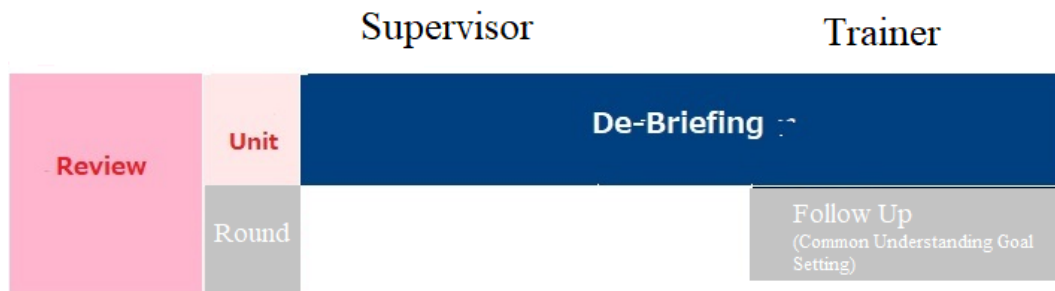 Supervisor
Trainer
De-Briefing
Unit
Review
Round
Follow Up
(Common Understanding Goal
Setting)